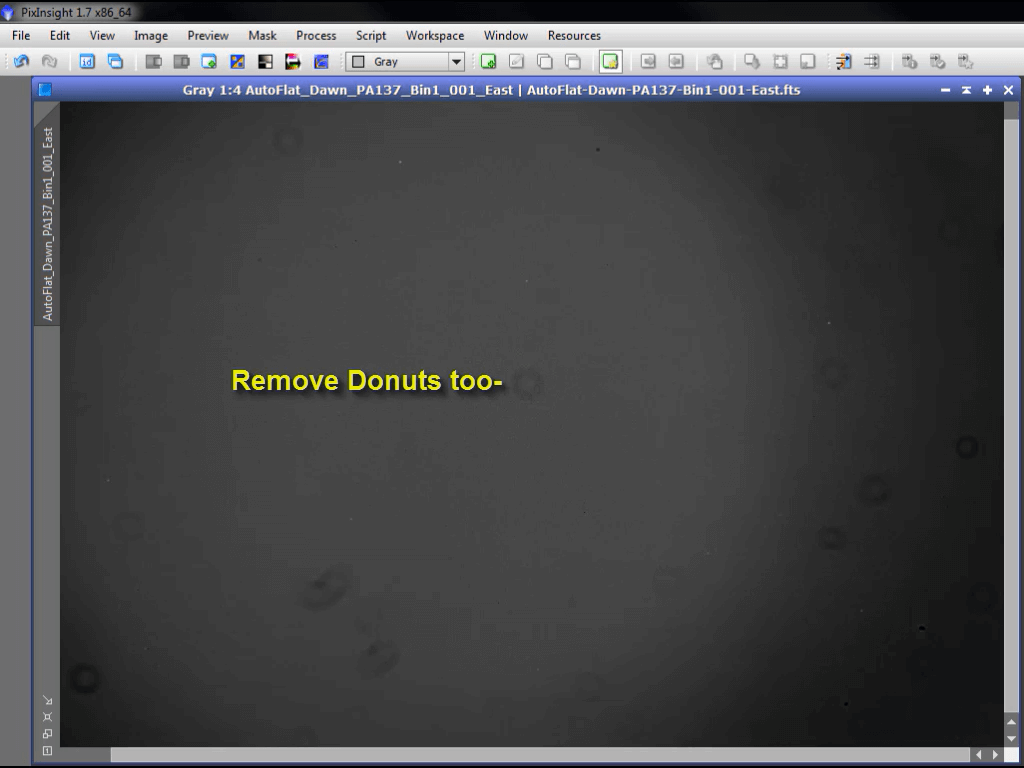 PixInsight 1.7 x86_64
File Edit View Image Preview Mask Process Script Workspace Window Resources
id Gray
Gray 1:4 AutoFlat_Dawn_PA137_Bin1_001_East | AutoFlat-Dawn-PA137-Bin1-001-East.fts
AutoFlat_Dawn_PA137_Bin1_001_East
Remove Donuts too-